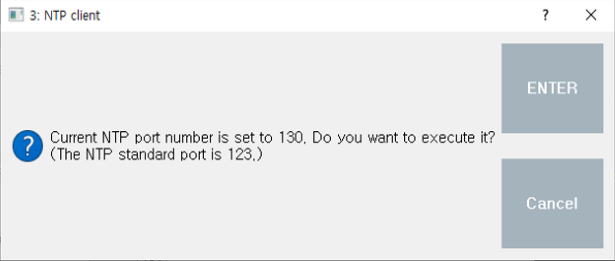 3: NTP client
?
Current NTP port number is set to 130. Do you want to execute it?
(The NTP standard port is 123.)
ENTER
Cancel